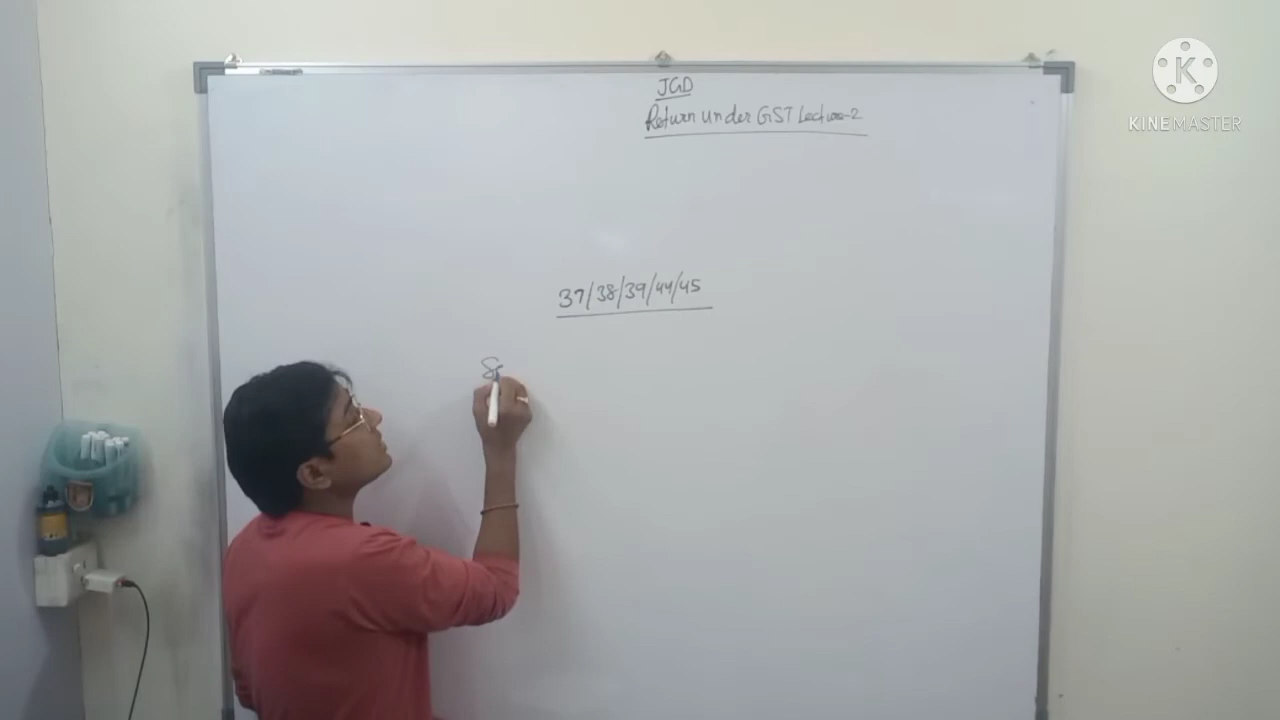 JGD
Return under GST Lecture-2
37/38/39/44/45
K
KINEMASTER